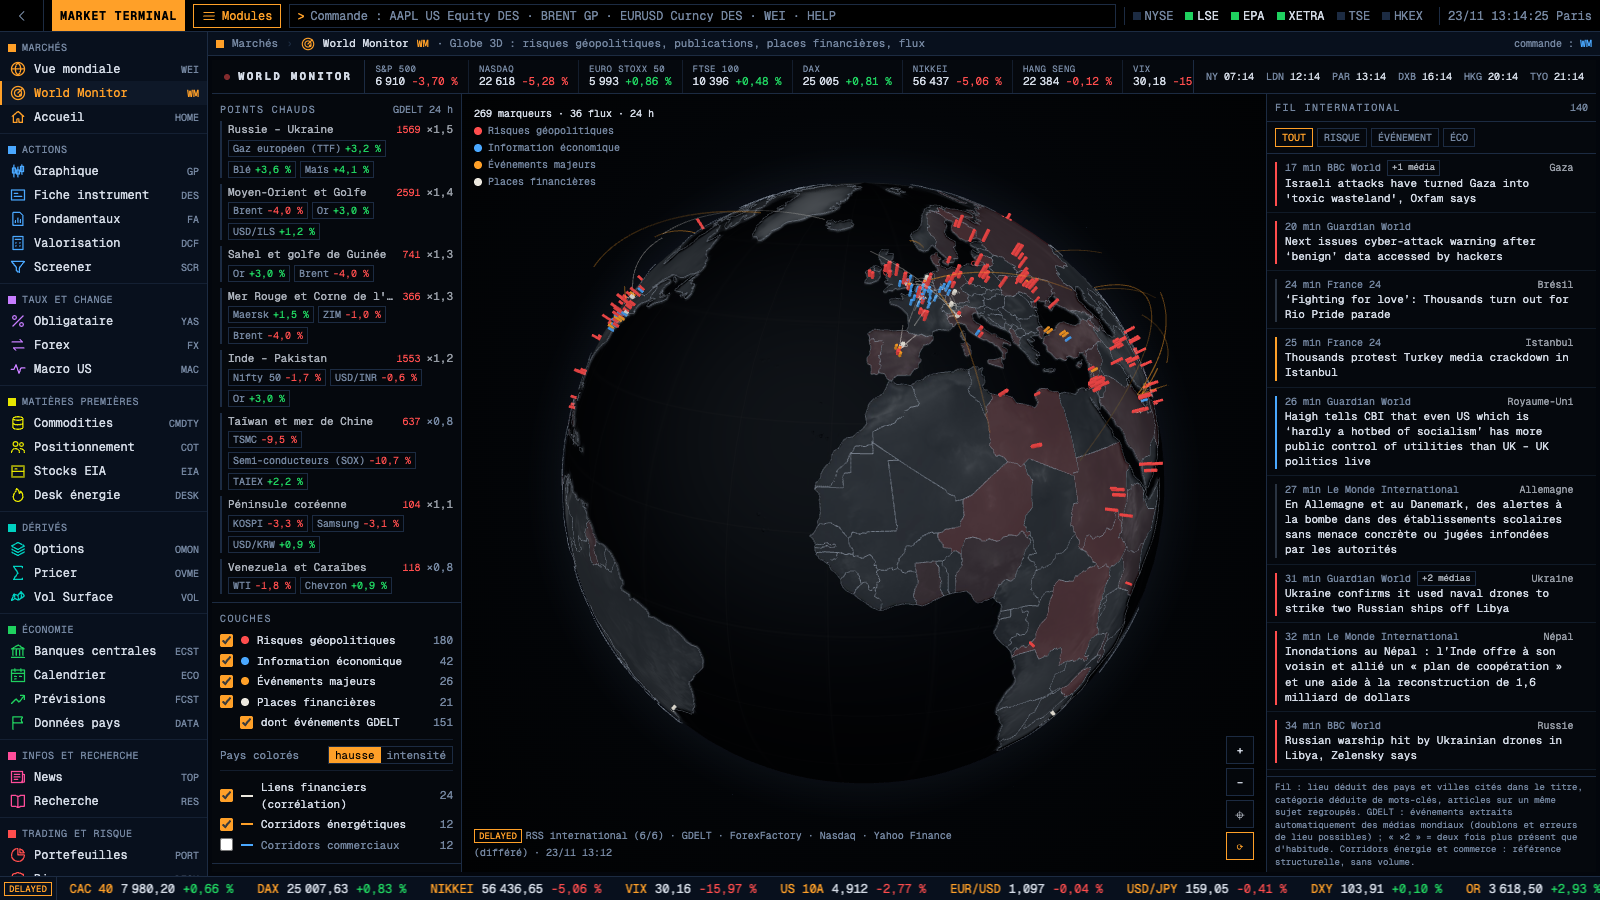 MARKET TERMINAL
Modules
> Commande : AAPL US Equity DES · BRENT GP · EURUSD Curncy DES · WEI · HELP
NYSE LSE EPA XETRA TSE HKEX
23/11 13:14:25 Paris
MARCHÉS
Vue mondiale WEI
World Monitor WM
Accueil HOME
ACTIONS
Graphique GP
Fiche instrument DES
Fondamentaux FA
Valorisation DCF
Screener SCR
TAUX ET CHANGE
Obligataire YAS
Forex FX
Macro US MAC
MATIÈRES PREMIÈRES
Commodities CMDTY
Positionnement COT
Stocks EIA EIA
Desk énergie DESK
DÉRIVÉS
Options OMON
Pricer OVME
Vol Surface VOL
ÉCONOMIE
Banques centrales ECST
Calendrier ECO
Prévisions FCST
Données pays DATA
INFOS ET RECHERCHE
News TOP
Recherche RES
TRADING ET RISQUE
Portefeuilles PORT
Marchés › World Monitor WM · Globe 3D : risques géopolitiques, publications, places financières, flux
commande : WM
WORLD MONITOR
S&P 500
6 910 -3,70 %
NASDAQ
22 618 -5,28 %
EURO STOXX 50
5 993 +0,86 %
FTSE 100
10 396 +0,48 %
DAX
25 005 +0,81 %
NIKKEI
56 437 -5,06 %
HANG SENG
22 384 -0,12 %
VIX
30,18 -15
NY 07:14 LDN 12:14 PAR 13:14 DXB 16:14 HKG 20:14 TYO 21:14
POINTS CHAUDS GDELT 24 h
Russie – Ukraine 1569 ×1,5
Gaz européen (TTF) +3,2 %
Blé +3,6 % Maïs +4,1 %
Moyen-Orient et Golfe 2591 ×1,4
Brent -4,0 % Or +3,0 %
USD/ILS +1,2 %
Sahel et golfe de Guinée 741 ×1,3
Or +3,0 % Brent -4,0 %
Mer Rouge et Corne de l'… 366 ×1,3
Maersk +1,5 % ZIM -1,0 %
Brent -4,0 %
Inde – Pakistan 1553 ×1,2
Nifty 50 -1,7 % USD/INR -0,6 %
Or +3,0 %
Taïwan et mer de Chine 637 ×0,8
TSMC -9,5 %
Semi-conducteurs (SOX) -10,7 %
TAIEX +2,2 %
Péninsule coréenne 104 ×1,1
KOSPI -3,3 % Samsung -3,1 %
USD/KRW +0,9 %
Venezuela et Caraïbes 118 ×0,8
WTI -1,8 % Chevron +0,9 %
COUCHES
Risques géopolitiques 180
Information économique 42
Événements majeurs 26
Places financières 21
dont événements GDELT 151
Pays colorés hausse intensité
Liens financiers
(corrélation) 24
Corridors énergétiques 12
Corridors commerciaux 12
269 marqueurs · 36 flux · 24 h
Risques géopolitiques
Information économique
Événements majeurs
Places financières
+
−
DELAYED RSS international (6/6) · GDELT · ForexFactory · Nasdaq · Yahoo Finance
(différé) · 23/11 13:12
FIL INTERNATIONAL 140
TOUT RISQUE ÉVÉNEMENT ÉCO
17 min BBC World +1 média Gaza
Israeli attacks have turned Gaza into
'toxic wasteland', Oxfam says
20 min Guardian World
Next issues cyber-attack warning after
‘benign’ data accessed by hackers
24 min France 24 Brésil
‘Fighting for love’: Thousands turn out for
Rio Pride parade
25 min France 24 Istanbul
Thousands protest Turkey media crackdown in
Istanbul
26 min Guardian World Royaume-Uni
Haigh tells CBI that even US which is
‘hardly a hotbed of socialism’ has more
public control of utilities than UK – UK
politics live
27 min Le Monde International Allemagne
En Allemagne et au Danemark, des alertes à
la bombe dans des établissements scolaires
sans menace concrète ou jugées infondées
par les autorités
31 min Guardian World +2 médias Ukraine
Ukraine confirms it used naval drones to
strike two Russian ships off Libya
32 min Le Monde International Népal
Inondations au Népal : l’Inde offre à son
voisin et allié un « plan de coopération »
et une aide à la reconstruction de 1,6
milliard de dollars
34 min BBC World Russie
Russian warship hit by Ukrainian drones in
Libya, Zelensky says
Fil : lieu déduit des pays et villes cités dans le titre,
catégorie déduite de mots-clés, articles sur un même
sujet regroupés. GDELT : événements extraits
automatiquement des médias mondiaux (doublons et erreurs
de lieu possibles) ; « ×2 » = deux fois plus présent que
d'habitude. Corridors énergie et commerce : référence
structurelle, sans volume.
DELAYED CAC 40 7 980,20 +0,66 % DAX 25 007,63 +0,83 % NIKKEI 56 436,65 -5,06 % VIX 30,16 -15,97 % US 10A 4,912 -2,77 % EUR/USD 1,097 -0,04 % USD/JPY 159,05 -0,41 % DXY 103,91 +0,10 % OR 3 618,50 +2,93 %